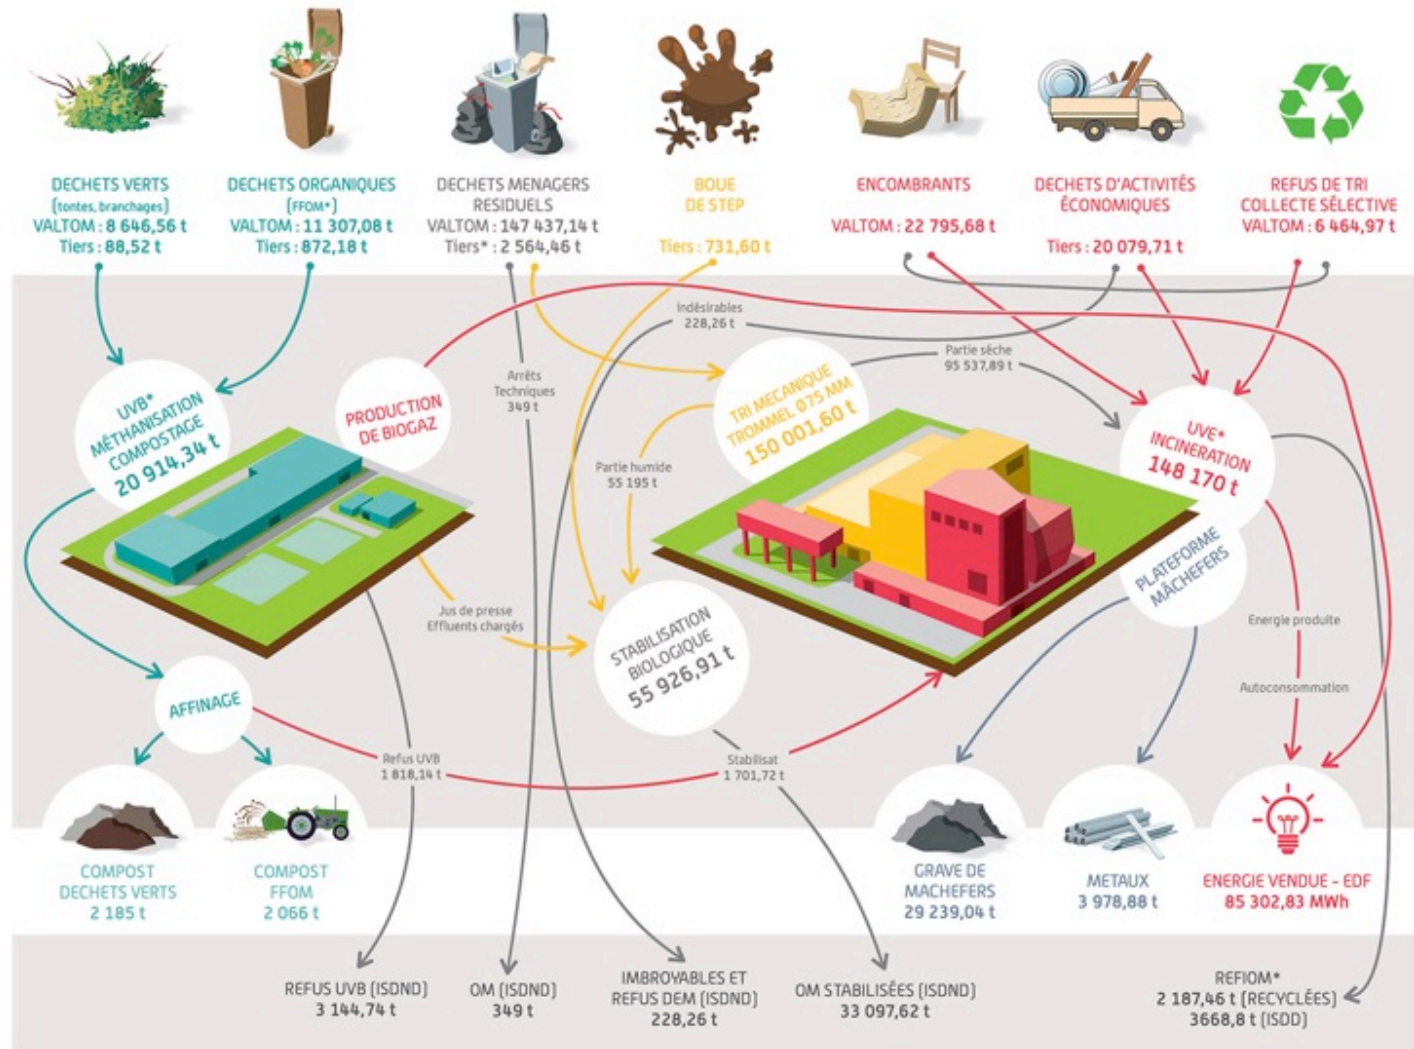 DECHETS VERTS
(tontes, branchages)
VALTOM : 8 646,56 t
Tiers : 88,52 t
DECHETS ORGANIQUES
(FFOM*)
VALTOM : 11 307,08 t
Tiers : 872,18 t
DECHETS MENAGERS
RESIDUELS
VALTOM : 147 437,14 t
Tiers* : 2 564,46 t
BOUE
DE STEP
Tiers : 731,60 t
ENCOMBRANTS
VALTOM : 22 795,68 t
DECHETS D'ACTIVITÉS
ÉCONOMIQUES
Tiers : 20 079,71 t
REFUS DE TRI
COLLECTE SÉLECTIVE
VALTOM : 6 464,97 t
Indésirables
228,26 t
Arrêts
Techniques
349 t
Partie séche
95 537,89 t
UVB*
MÉTHANISATION
COMPOSTAGE
20 914,34 t
PRODUCTION
DE BIOGAZ
TRI MECANIQUE
TROMMEL Ø75 MM
150 001,60 t
UVE*
INCINERATION
148 170 t
Partie humide
55 195 t
PLATEFORME
MÂCHEFERS
Jus de presse
Effluents chargés
STABILISATION
BIOLOGIQUE
55 926,91 t
Energie produite
Autoconsommation
AFFINAGE
Refus UVB
1 818,14 t
Stabilisat
1 701,72 t
COMPOST
DECHETS VERTS
2 185 t
COMPOST
FFOM
2 066 t
GRAVE DE
MACHEFERS
29 239,04 t
METAUX
3 978,88 t
ENERGIE VENDUE - EDF
85 302,83 MWh
REFUS UVB (ISDND)
3 144,74 t
OM (ISDND)
349 t
IMBROYABLES ET
REFUS DEM (ISDND)
228,26 t
OM STABILISÉES (ISDND)
33 097,62 t
REFIOM*
2 187,46 t (RECYCLÉES)
3668,8 t (ISDD)